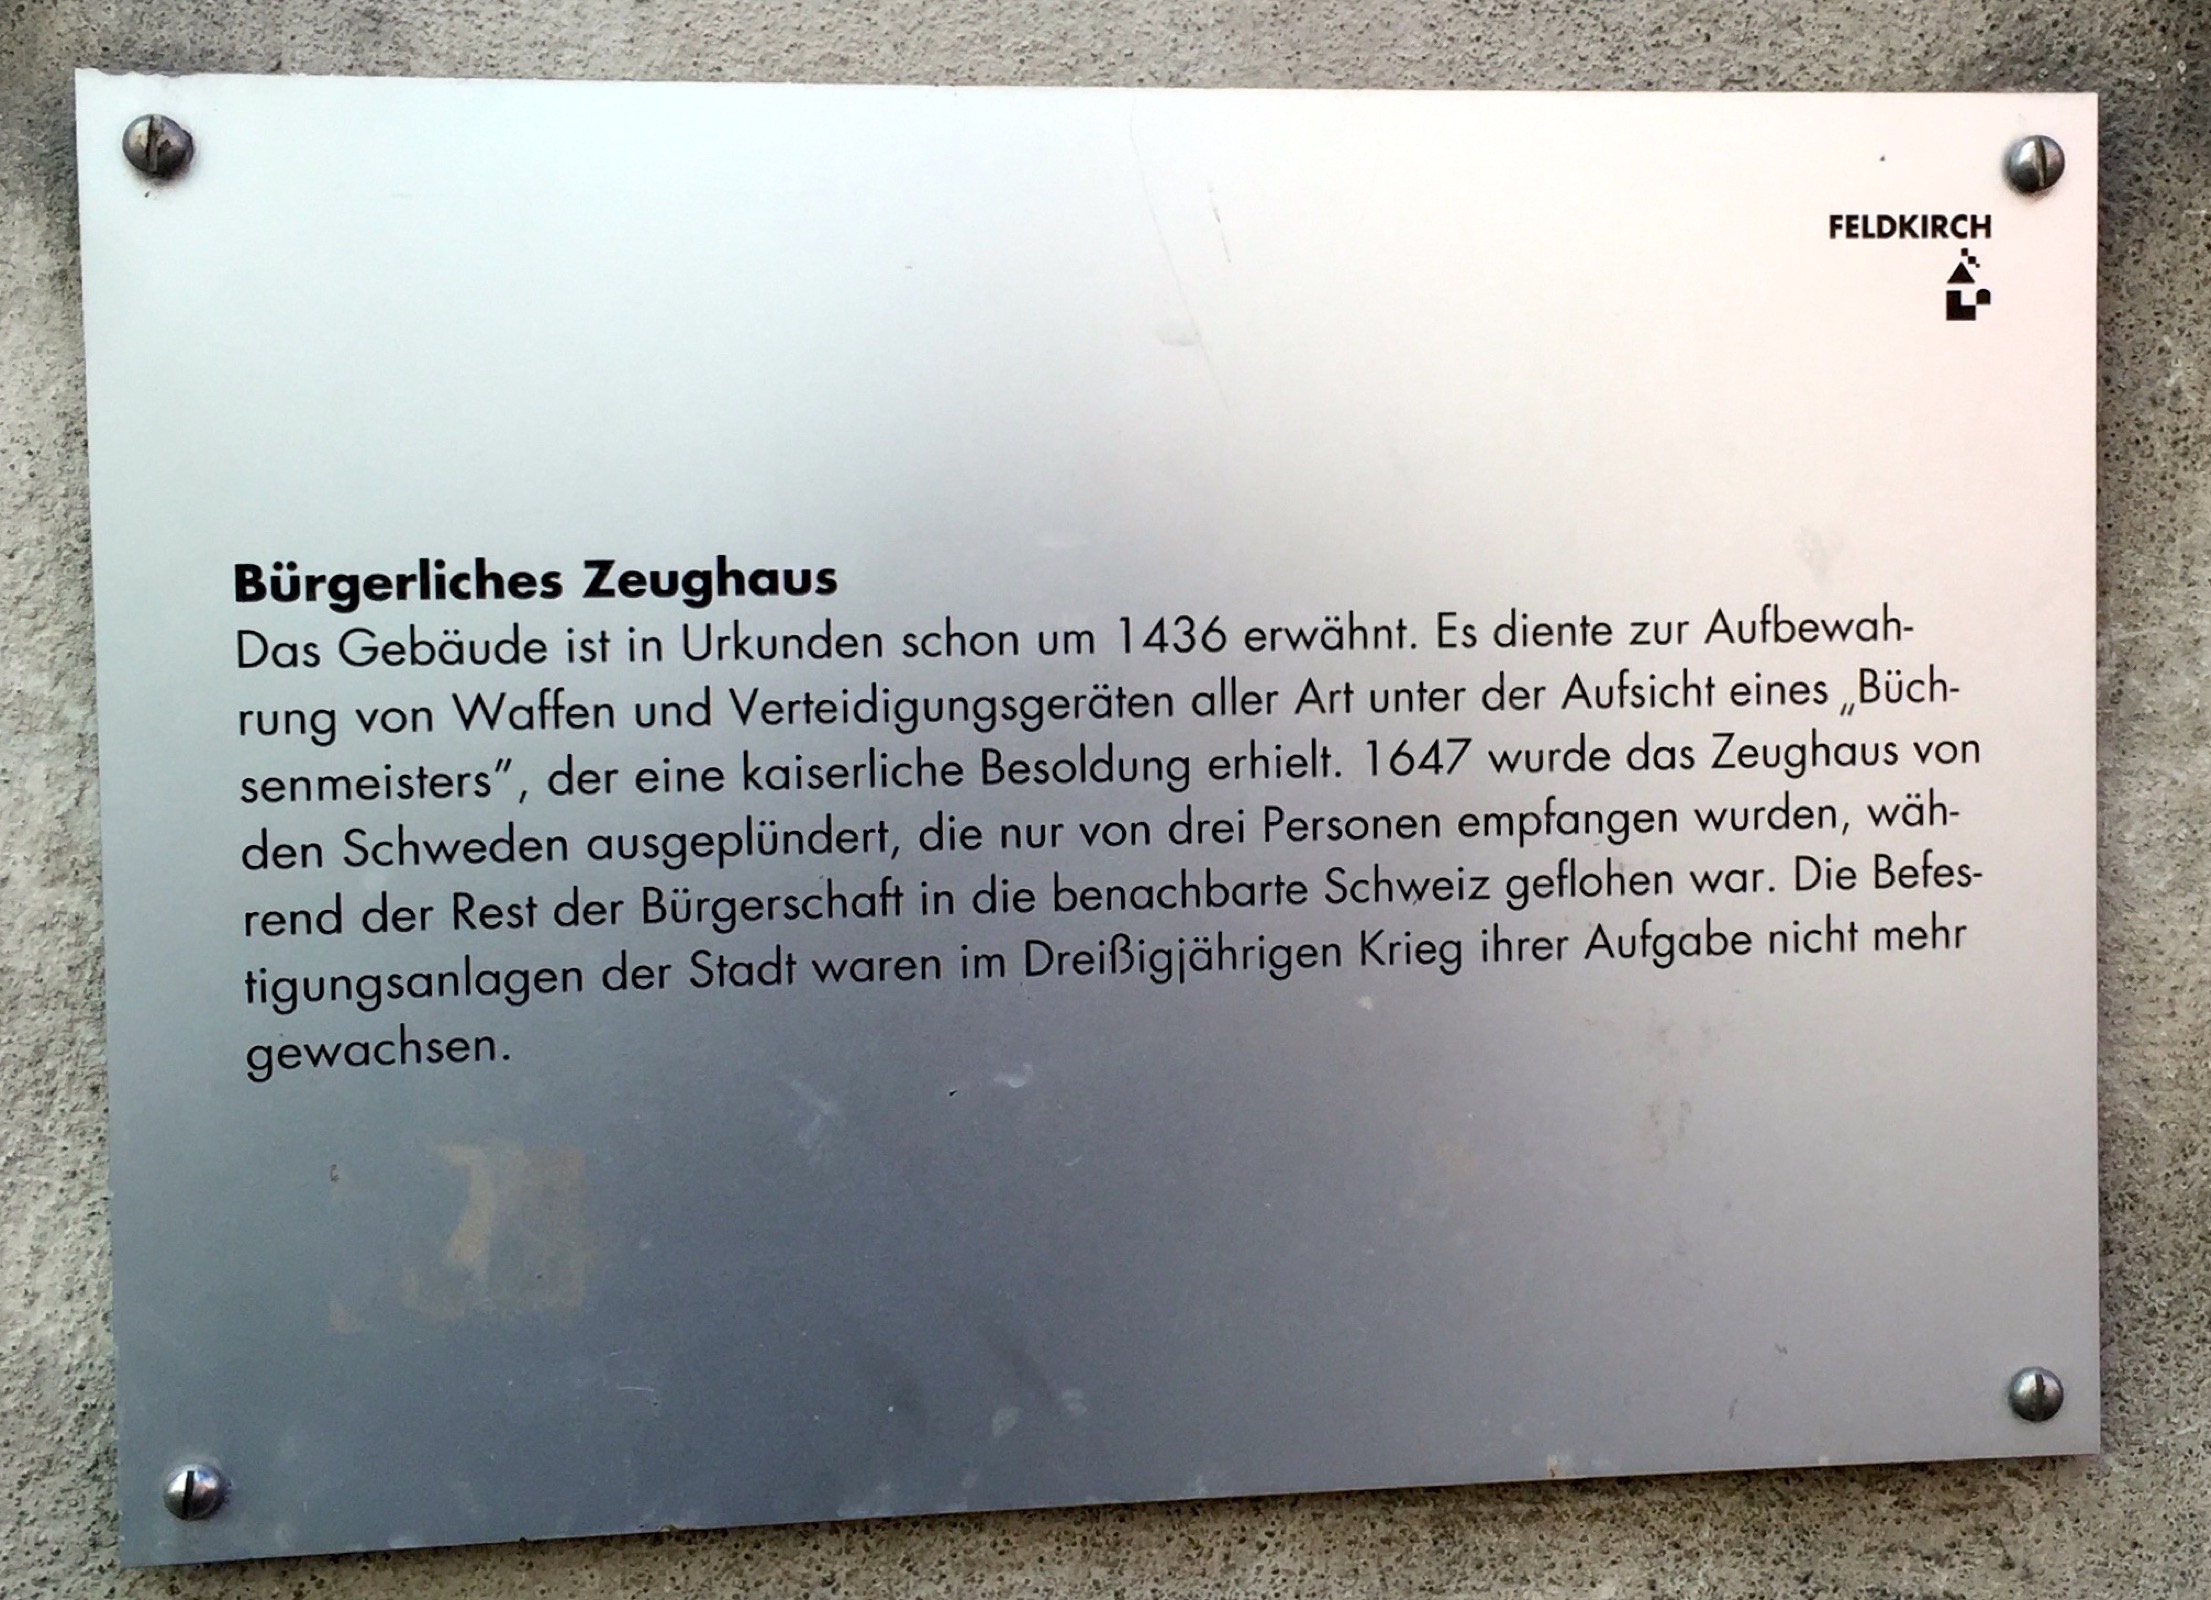 FELDKIRCH
Bürgerliches Zeughaus
Das Gebäude ist in Urkunden schon um 1436 erwähnt. Es diente zur Aufbewah-
rung von Waffen und Verteidigungsgeräten aller Art unter der Aufsicht eines „Büch-
senmeisters”, der eine kaiserliche Besoldung erhielt. 1647 wurde das Zeughaus von
den Schweden ausgeplündert, die nur von drei Personen empfangen wurden, wäh-
rend der Rest der Bürgerschaft in die benachbarte Schweiz geflohen war. Die Befes-
tigungsanlagen der Stadt waren im Dreißigjährigen Krieg ihrer Aufgabe nicht mehr
gewachsen.